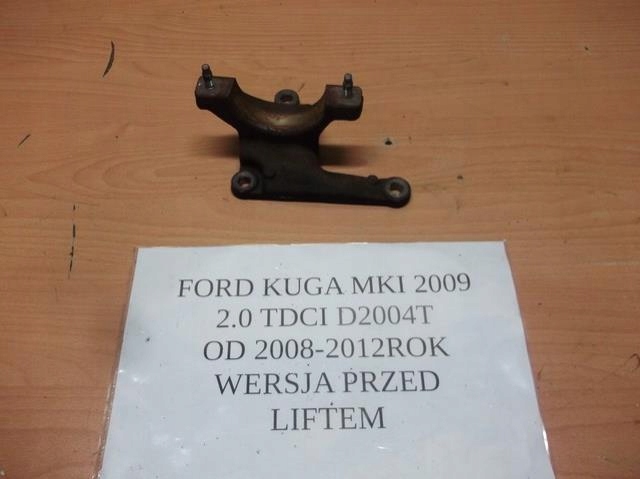 FORD KUGA MKI 2009
2.0 TDCI D2004T
OD 2008-2012ROK
WERSJA PRZED
LIFTEM